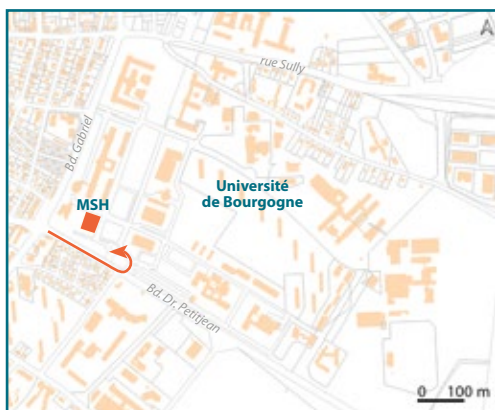 A
rue Sully
Bd. Gabriel
Université
de Bourgogne
MSH
Bd. Dr. Petitjean
0 100 m